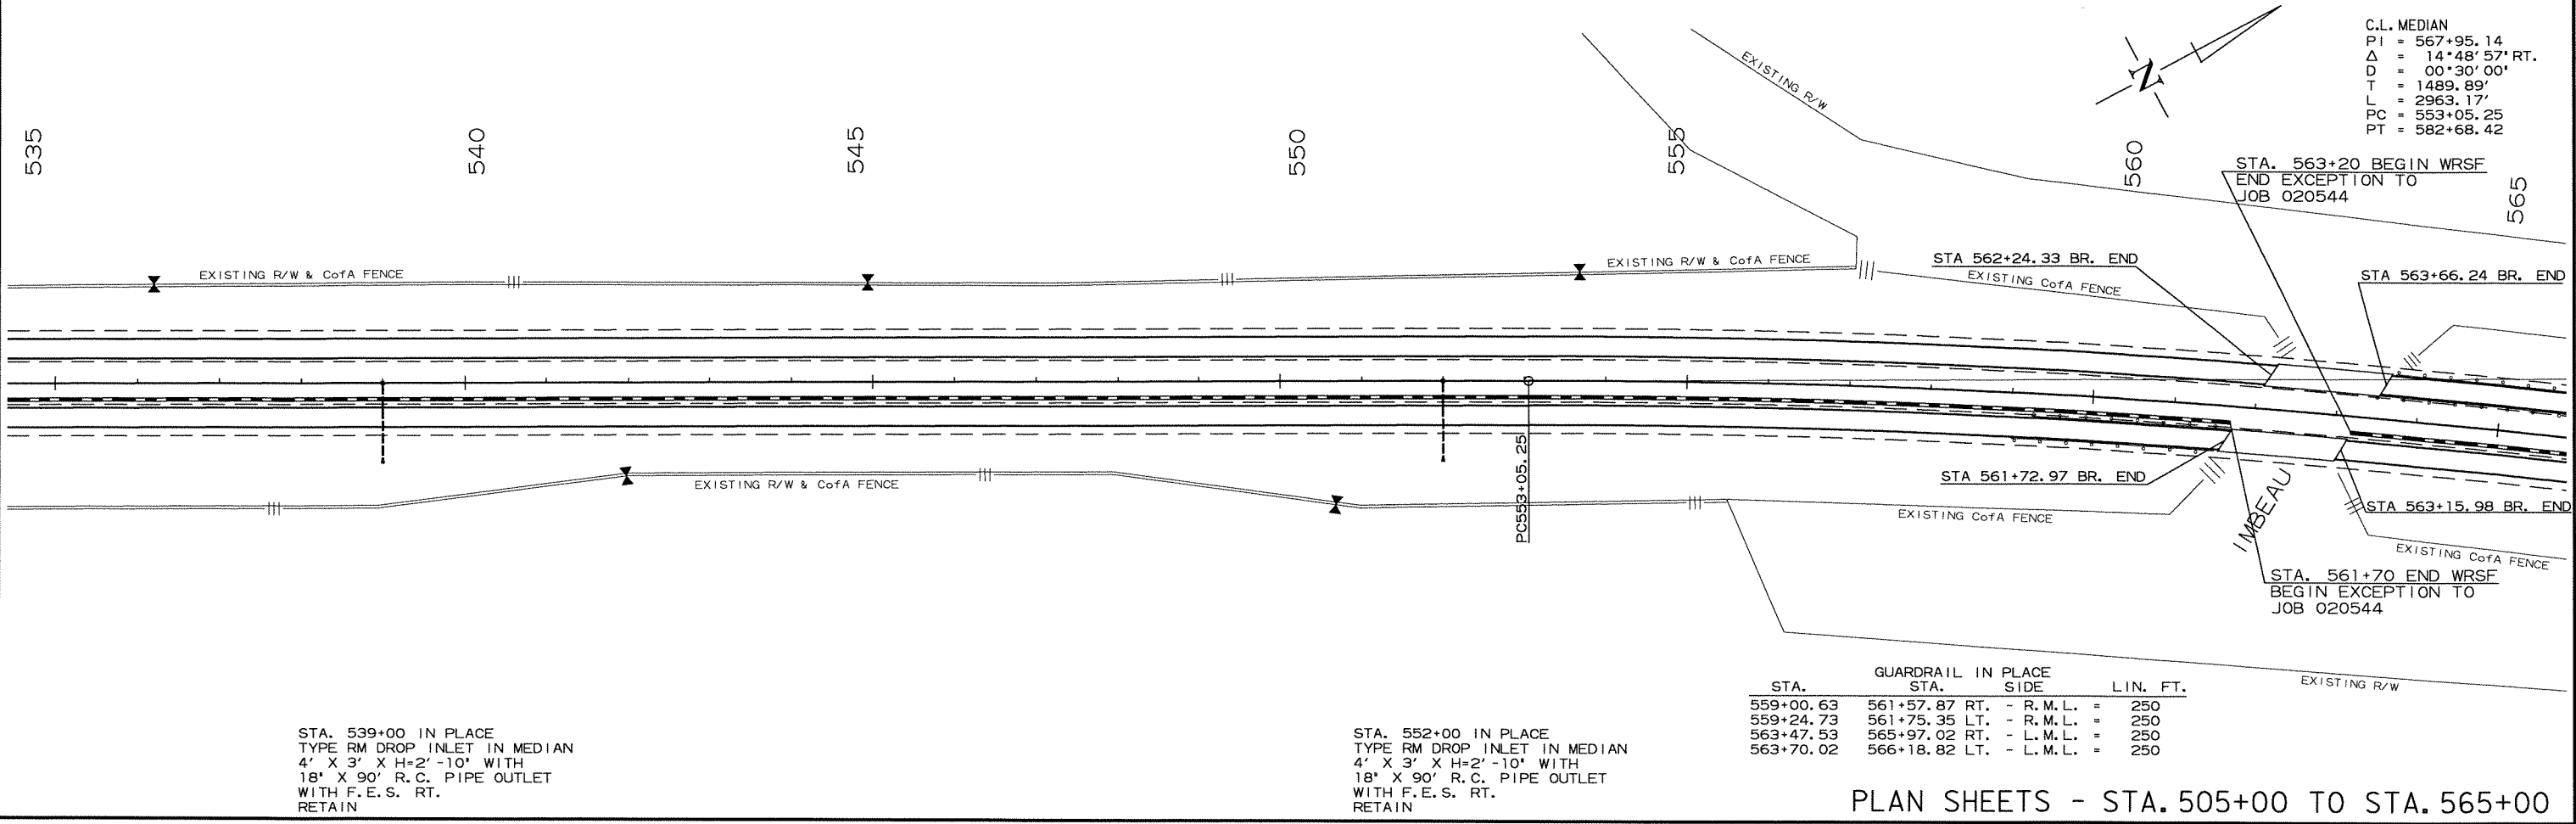 C.L. MEDIAN
PI = 567+95.14
Δ = 14°48'57" RT.
D = 00°30'00"
T = 1489.89'
L = 2963.17'
PC = 553+05.25
PT = 582+68.42
N
EXISTING R/W
535
540
545
550
555
560
565
STA. 563+20 BEGIN WRSF
END EXCEPTION TO
JOB 020544
EXISTING R/W & CofA FENCE
EXISTING R/W & CofA FENCE
STA 562+24.33 BR. END
EXISTING CofA FENCE
STA 563+66.24 BR. END
EXISTING R/W & CofA FENCE
PC553+05.25
STA 561+72.97 BR. END
EXISTING CofA FENCE
IMBEAU
STA 563+15.98 BR. END
EXISTING CofA FENCE
STA. 561+70 END WRSF
BEGIN EXCEPTION TO
JOB 020544
EXISTING R/W
GUARDRAIL IN PLACE
STA. STA. SIDE LIN. FT.
559+00.63 561+57.87 RT. - R.M.L. = 250
559+24.73 561+75.35 LT. - R.M.L. = 250
563+47.53 565+97.02 RT. - L.M.L. = 250
563+70.02 566+18.82 LT. - L.M.L. = 250
STA. 539+00 IN PLACE
TYPE RM DROP INLET IN MEDIAN
4' X 3' X H=2'-10" WITH
18" X 90' R.C. PIPE OUTLET
WITH F.E.S. RT.
RETAIN
STA. 552+00 IN PLACE
TYPE RM DROP INLET IN MEDIAN
4' X 3' X H=2'-10" WITH
18" X 90' R.C. PIPE OUTLET
WITH F.E.S. RT.
RETAIN
PLAN SHEETS - STA. 505+00 TO STA. 565+00